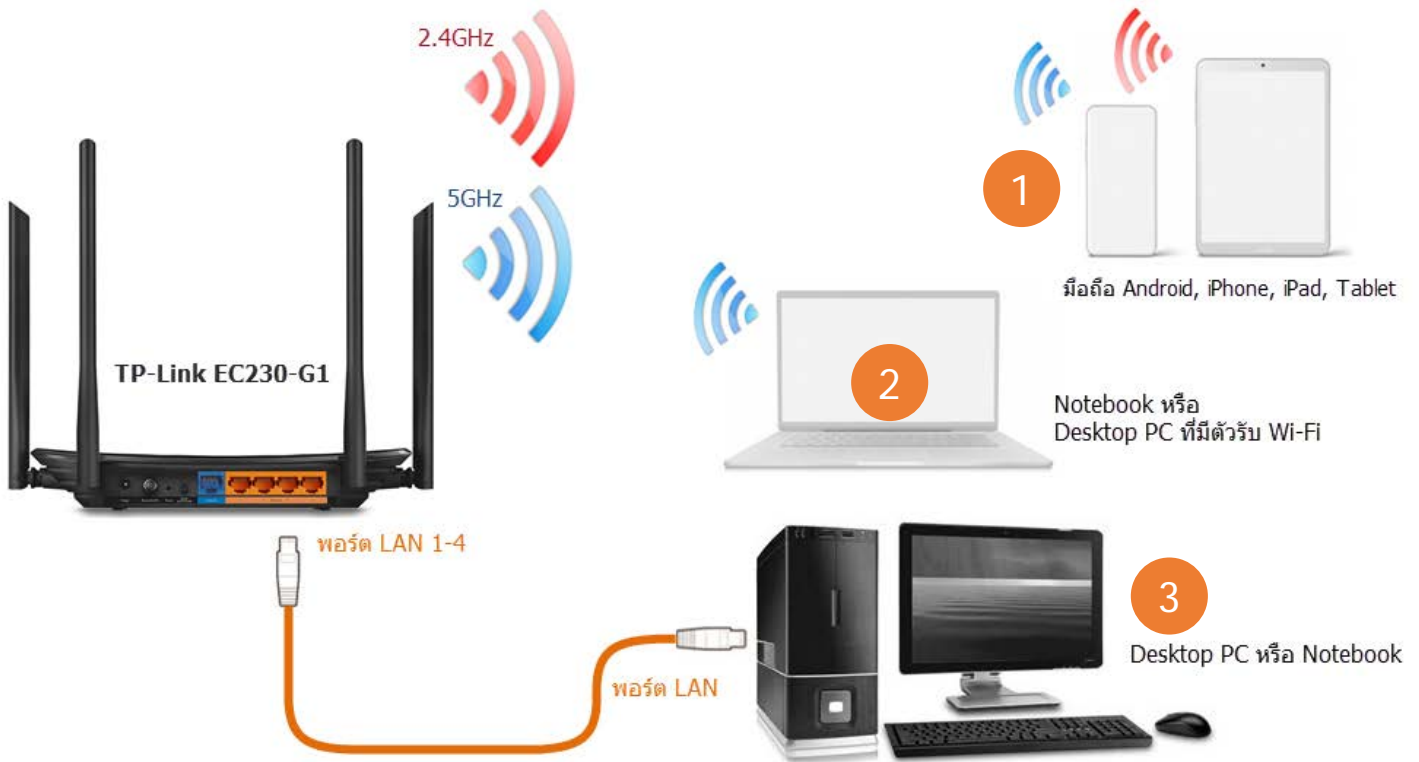 2.4GHz
5GHz
TP-Link EC230-G1
พอร์ต LAN 1-4
พอร์ต LAN
1
มือถือ Android, iPhone, iPad, Tablet
2
Notebook หรือ
Desktop PC ที่มีตัวรับ Wi-Fi
3
Desktop PC หรือ Notebook